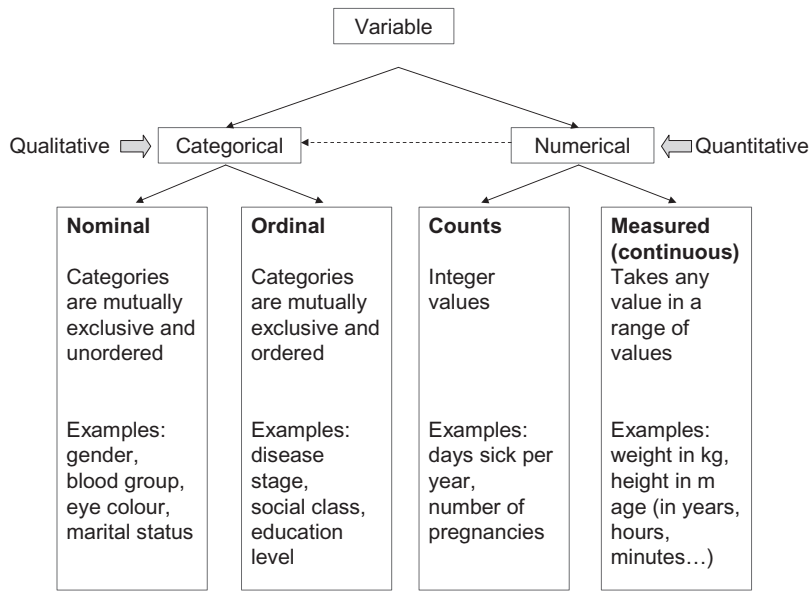 Variable
Qualitative
Categorical
Numerical
Quantitative
Nominal
Categories
are mutually
exclusive and
unordered
Examples:
gender,
blood group,
eye colour,
marital status
Ordinal
Categories
are mutually
exclusive and
ordered
Examples:
disease
stage,
social class,
education
level
Counts
Integer
values
Examples:
days sick per
year,
number of
pregnancies
Measured
(continuous)
Takes any
value in a
range of
values
Examples:
weight in kg,
height in m
age (in years,
hours,
minutes…)